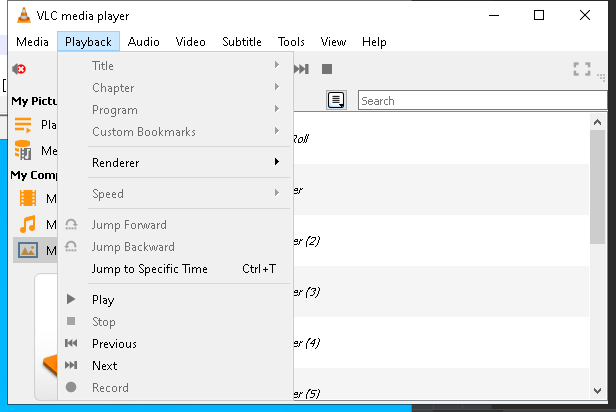 VLC media player
Media Playback Audio Video Subtitle Tools View Help
Title
Chapter
Program
Custom Bookmarks
Renderer
Speed
Jump Forward
Jump Backward
Jump to Specific Time Ctrl+T
Play
Stop
Previous
Next
Record
Search
My Pictu
Pla
Me
My Comp
M
M
M
Roll
er
er (2)
er (3)
er (4)
er (5)